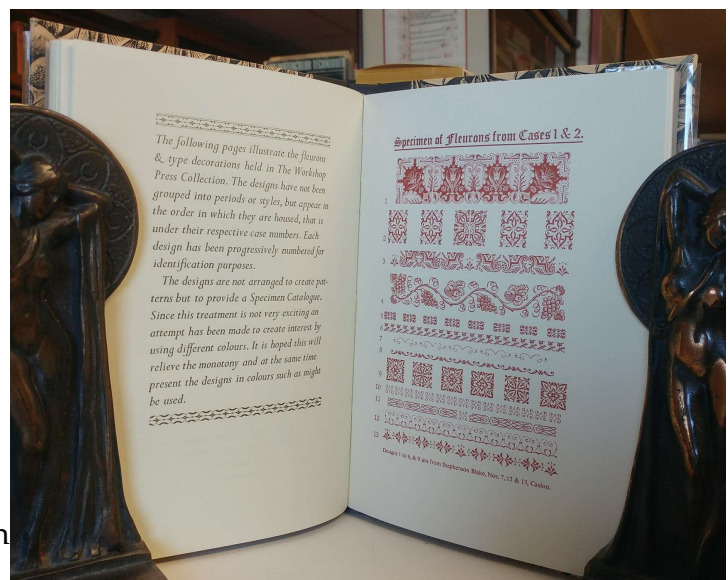 The following pages illustrate the fleurons
& type decorations held in The Workshop
Press Collection. The designs have not been
grouped into periods or styles, but appear in
the order in which they are housed, that is
under their respective case numbers. Each
design has been progressively numbered for
identification purposes.
The designs are not arranged to create pat-
terns but to provide a Specimen Catalogue.
Since this treatment is not very exciting an
attempt has been made to create interest by
using different colours. It is hoped this will
relieve the monotony and at the same time
present the designs in colours such as might
be used.
Specimen of Fleurons from Cases 1 & 2.
1
2
3
4
5
6
7
8
9
10
11
13
Designs 1 to 6, & 9 are from Stephenson Blake, Nos. 7, 12 & 13, Caslon.
n